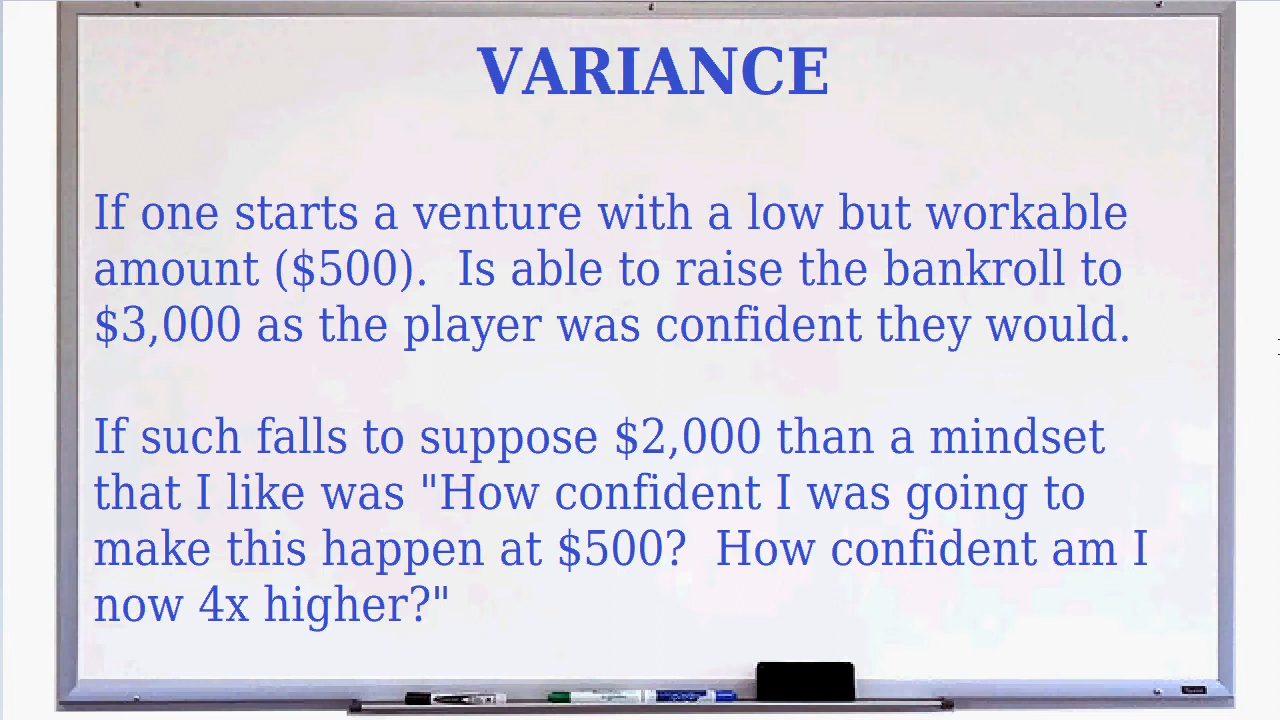 VARIANCE
If one starts a venture with a low but workable
amount ($500).  Is able to raise the bankroll to
$3,000 as the player was confident they would.
If such falls to suppose $2,000 than a mindset
that I like was "How confident I was going to
make this happen at $500?  How confident am I
now 4x higher?"